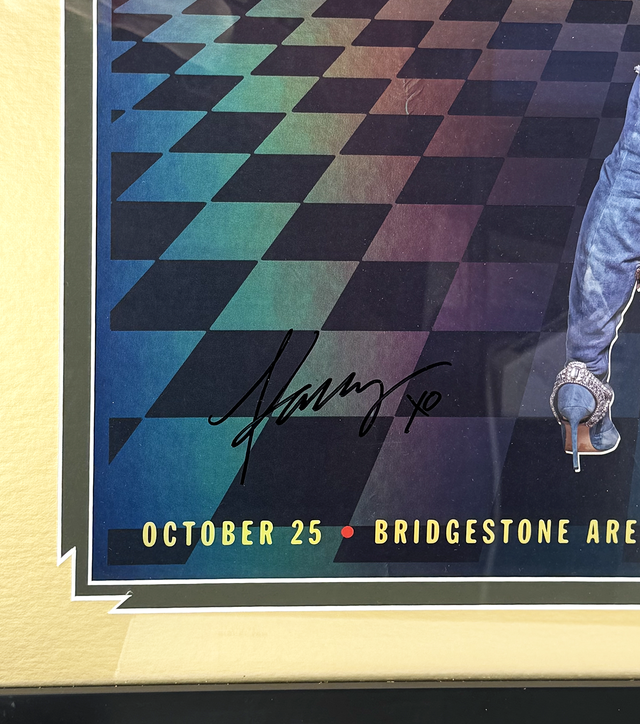 xo
OCTOBER 25 • BRIDGESTONE ARE